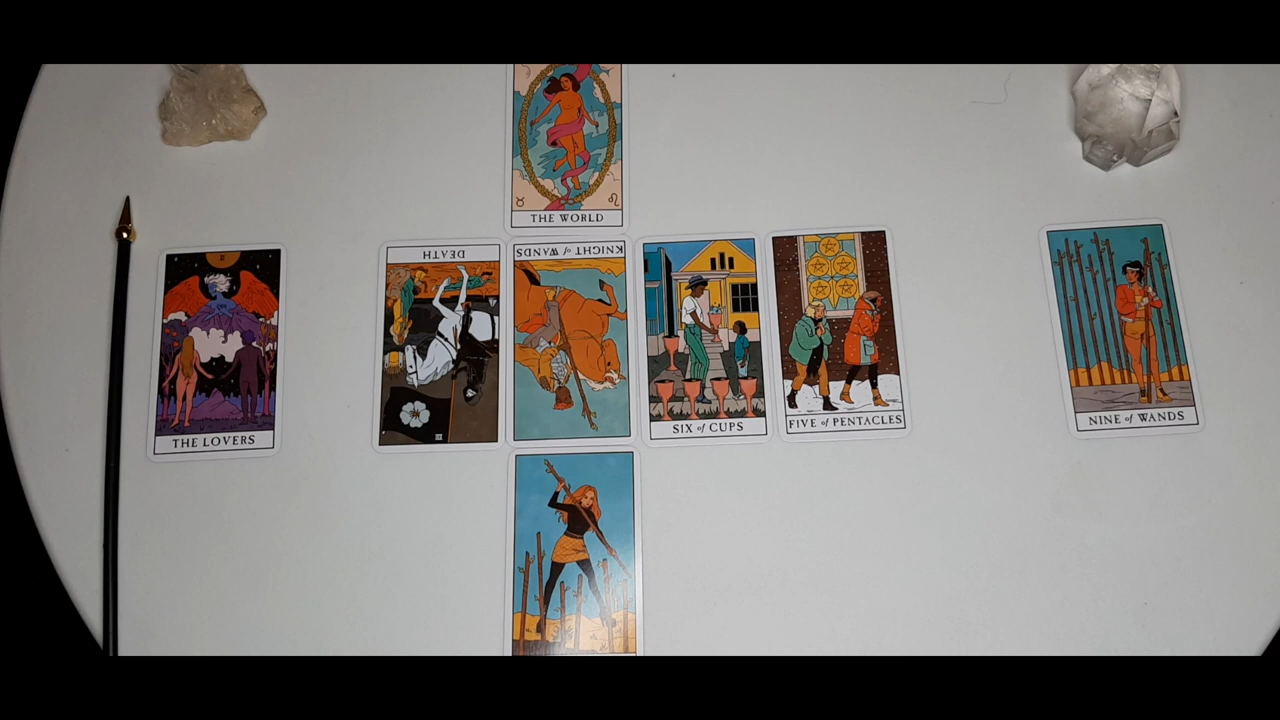 THE WORLD
DEATH
KNIGHT of WANDS
THE LOVERS
SIX of CUPS
FIVE of PENTACLES
NINE of WANDS